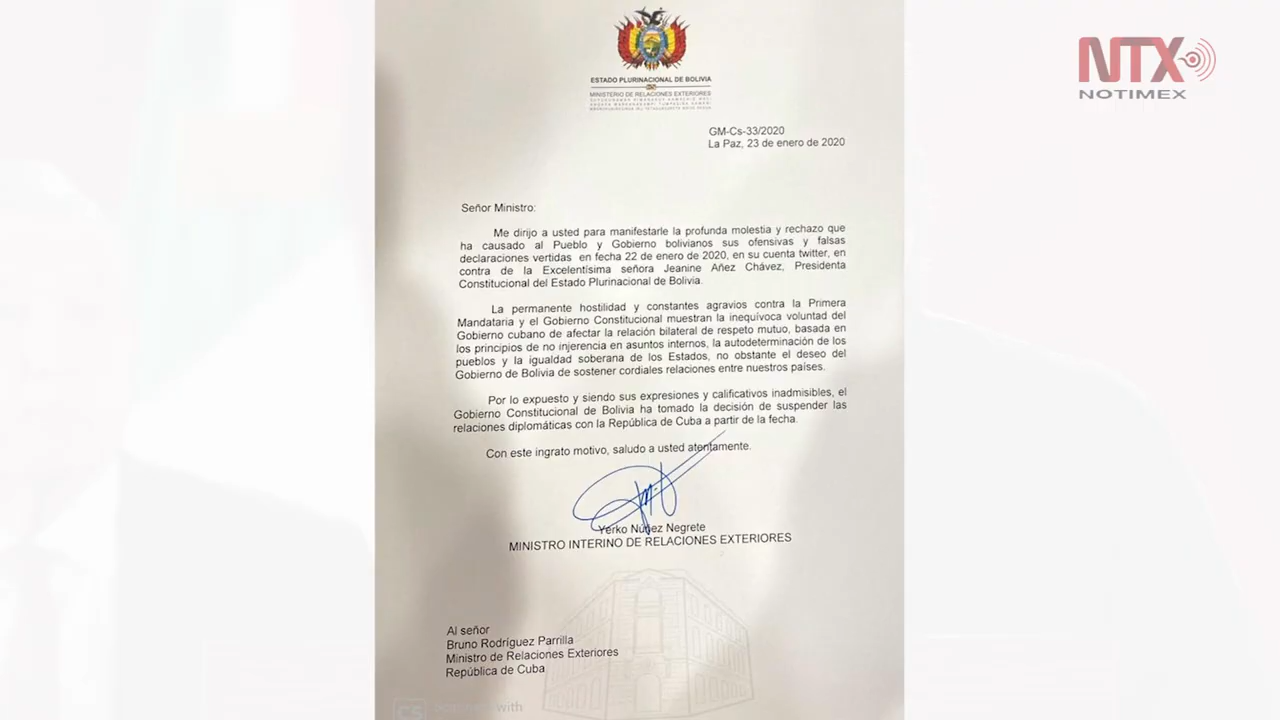 NTX
NOTIMEX
ESTADO PLURINACIONAL DE BOLIVIA
MINISTERIO DE RELACIONES EXTERIORES
GM-Cs-33/2020
La Paz, 23 de enero de 2020
Señor Ministro:
Me dirijo a usted para manifestarle la profunda molestia y rechazo que
ha causado al Pueblo y Gobierno bolivianos sus ofensivas y falsas
declaraciones vertidas en fecha 22 de enero de 2020, en su cuenta twitter, en
contra de la Excelentísima señora Jeanine Añez Chávez, Presidenta
Constitucional del Estado Plurinacional de Bolivia.
La permanente hostilidad y constantes agravios contra la Primera
Mandataria y el Gobierno Constitucional muestran la inequívoca voluntad del
Gobierno cubano de afectar la relación bilateral de respeto mutuo, basada en
los principios de no injerencia en asuntos internos, la autodeterminación de los
pueblos y la igualdad soberana de los Estados, no obstante el deseo del
Gobierno de Bolivia de sostener cordiales relaciones entre nuestros países.
Por lo expuesto y siendo sus expresiones y calificativos inadmisibles, el
Gobierno Constitucional de Bolivia ha tomado la decisión de suspender las
relaciones diplomáticas con la República de Cuba a partir de la fecha.
Con este ingrato motivo, saludo a usted atentamente.
Yerko Núñez Negrete
MINISTRO INTERINO DE RELACIONES EXTERIORES
Al señor
Bruno Rodríguez Parrilla
Ministro de Relaciones Exteriores
República de Cuba
CS with